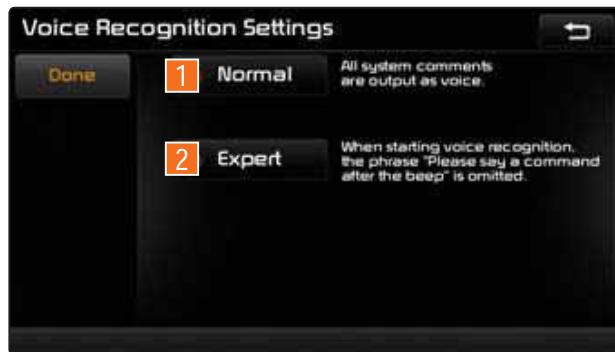 Voice Recognition Settings
Done
1 Normal
All system comments
are output as voice.
2 Expert
When starting voice recognition,
the phrase "Please say a command
after the beep" is omitted.